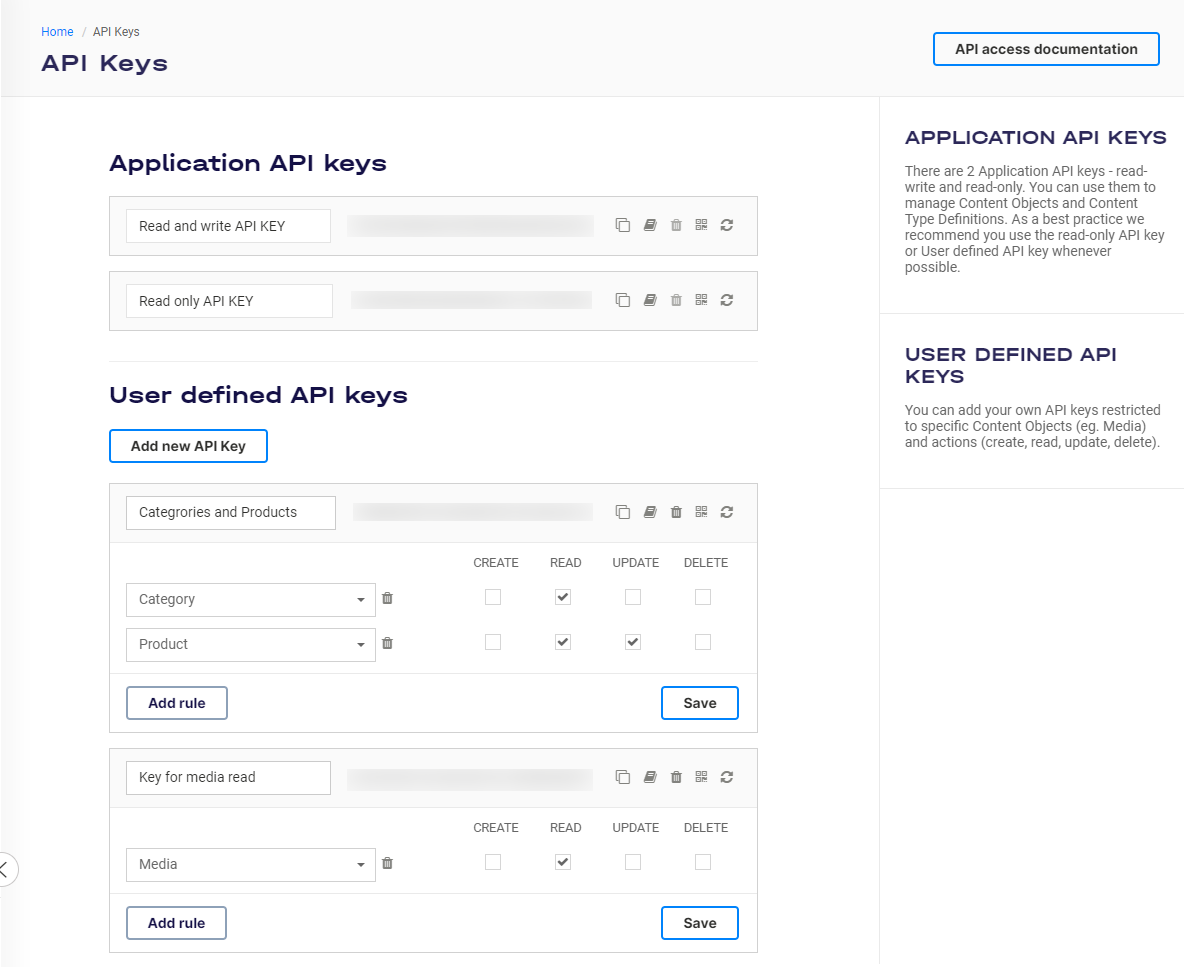 Home / API Keys
API Keys
API access documentation
Application API keys
Read and write API KEY
Read only API KEY
User defined API keys
Add new API Key
Categrories and Products
CREATE READ UPDATE DELETE
Category
Product
Add rule Save
Key for media read
CREATE READ UPDATE DELETE
Media
Add rule Save
APPLICATION API KEYS
There are 2 Application API keys - read-
write and read-only. You can use them to
manage Content Objects and Content
Type Definitions. As a best practice we
recommend you use the read-only API key
or User defined API key whenever
possible.
USER DEFINED API
KEYS
You can add your own API keys restricted
to specific Content Objects (eg. Media)
and actions (create, read, update, delete).